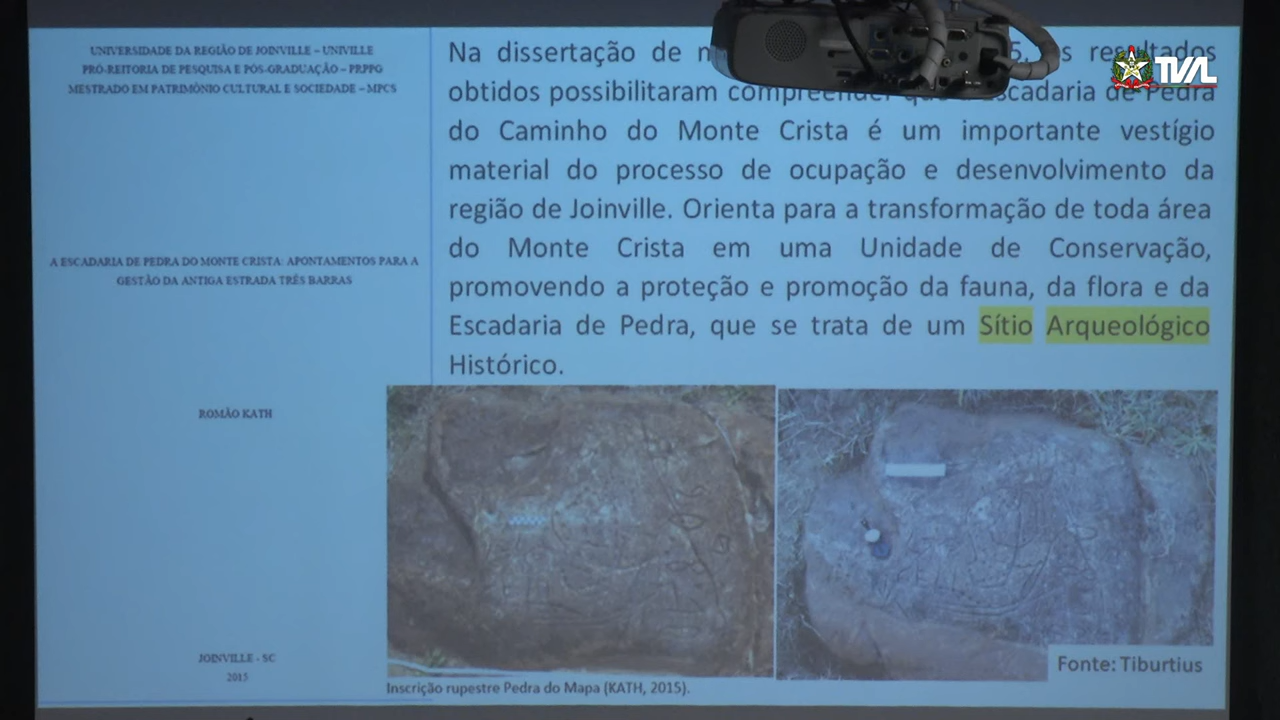 UNIVERSIDADE DA REGIÃO DE JOINVILLE – UNIVILLE
PRÓ-REITORIA DE PESQUISA E PÓS-GRADUAÇÃO – PRPPG
MESTRADO EM PATRIMÔNIO CULTURAL E SOCIEDADE – MPCS
A ESCADARIA DE PEDRA DO MONTE CRISTA: APONTAMENTOS PARA A
GESTÃO DA ANTIGA ESTRADA TRÊS BARRAS
ROMÃO KATH
JOINVILLE - SC
2015
Na dissertação de resultados
obtidos possibilitaram compreender Escadaria de Pedra
do Caminho do Monte Crista é um importante vestígio
material do processo de ocupação e desenvolvimento da
região de Joinville. Orienta para a transformação de toda área
do Monte Crista em uma Unidade de Conservação,
promovendo a proteção e promoção da fauna, da flora e da
Escadaria de Pedra, que se trata de um Sítio Arqueológico
Histórico.
Fonte: Tiburtius
Inscrição rupestre Pedra do Mapa (KATH, 2015).
TVAL